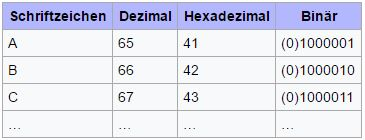 Schriftzeichen Dezimal Hexadezimal Binär
A 65 41 (0)1000001
B 66 42 (0)1000010
C 67 43 (0)1000011
… … … …